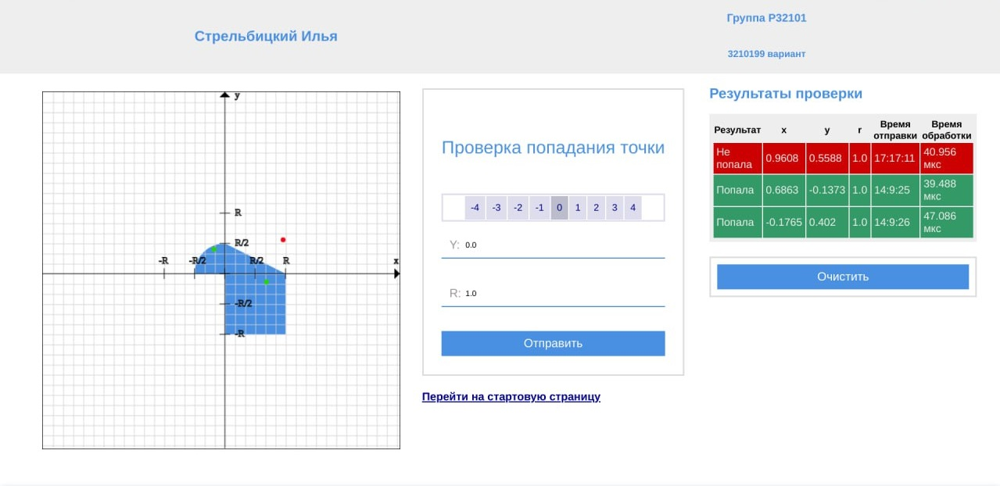 Стрельбицкий Илья
Группа P32101
3210199 вариант
y
R
R/2
-R
-R/2
R/2
R
x
-R/2
-R
Проверка попадания точки
-4 -3 -2 -1 0 1 2 3 4
Y: 0.0
R: 1.0
Отправить
Перейти на стартовую страницу
Результаты проверки
Результат x y r Время отправки Время обработки
Не попала 0.9608 0.5588 1.0 17:17:11 40.956 мкс
Попала 0.6863 -0.1373 1.0 14:9:25 39.488 мкс
Попала -0.1765 0.402 1.0 14:9:26 47.086 мкс
Очистить